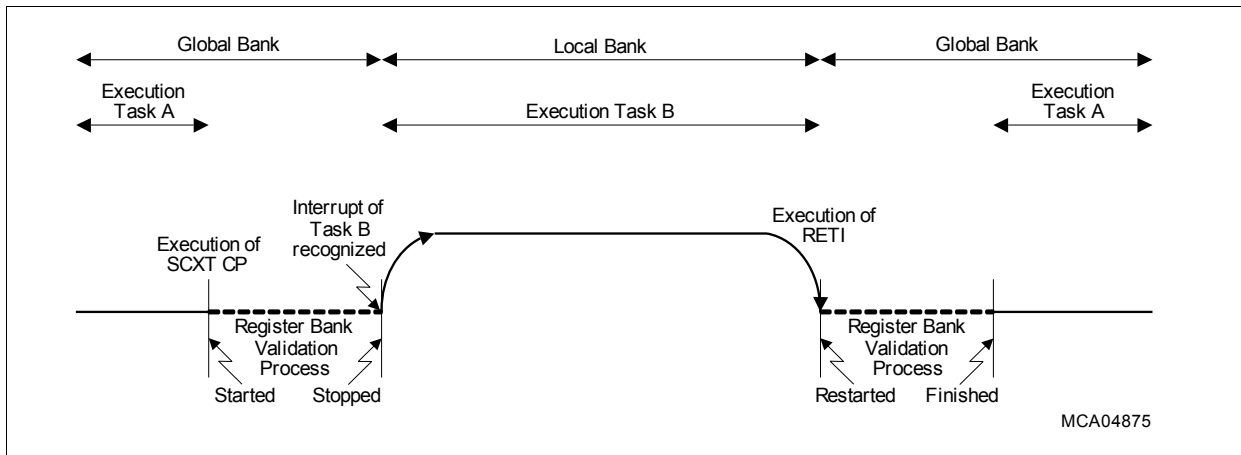 Global Bank
Local Bank
Global Bank
Execution
Task A
Execution Task B
Execution
Task A
Execution of
SCXT CP
Interrupt of
Task B
recognized
Execution of
RETI
Register Bank
Validation
Process
Started
Stopped
Register Bank
Validation
Process
Restarted
Finished
MCA04875